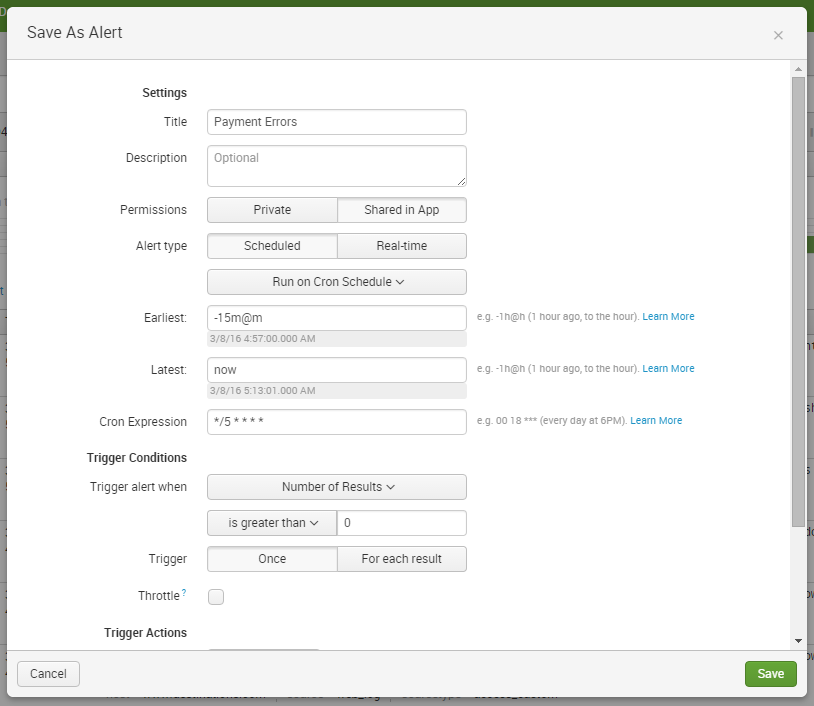 Save As Alert
×
Settings
Title Payment Errors
Description Optional
Permissions Private Shared in App
Alert type Scheduled Real-time
Run on Cron Schedule
Earliest: -15m@m e.g. -1h@h (1 hour ago, to the hour). Learn More
3/8/16 4:57:00.000 AM
Latest: now e.g. -1h@h (1 hour ago, to the hour). Learn More
3/8/16 5:13:01.000 AM
Cron Expression */5 * * * * e.g. 00 18 *** (every day at 6PM). Learn More
Trigger Conditions
Trigger alert when Number of Results
is greater than 0
Trigger Once For each result
Throttle ?
Trigger Actions
Cancel Save